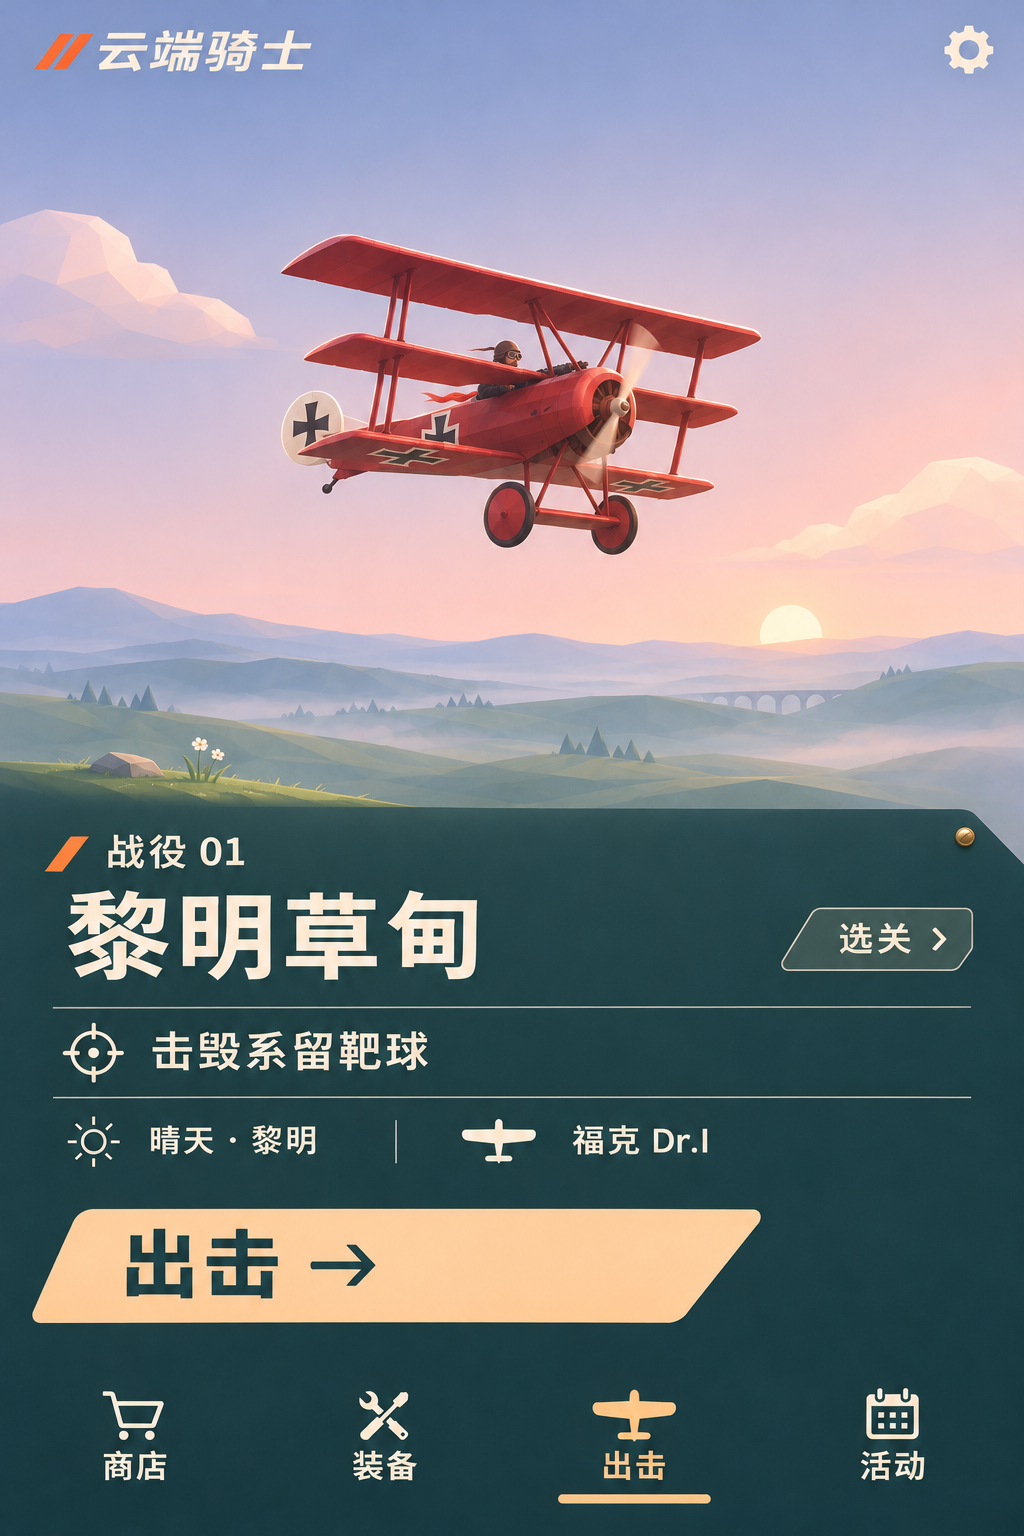 云端骑士
战役 01
黎明草甸
选关
击毁系留靶球
晴天·黎明
福克 Dr.I
出击
商店
装备
出击
活动